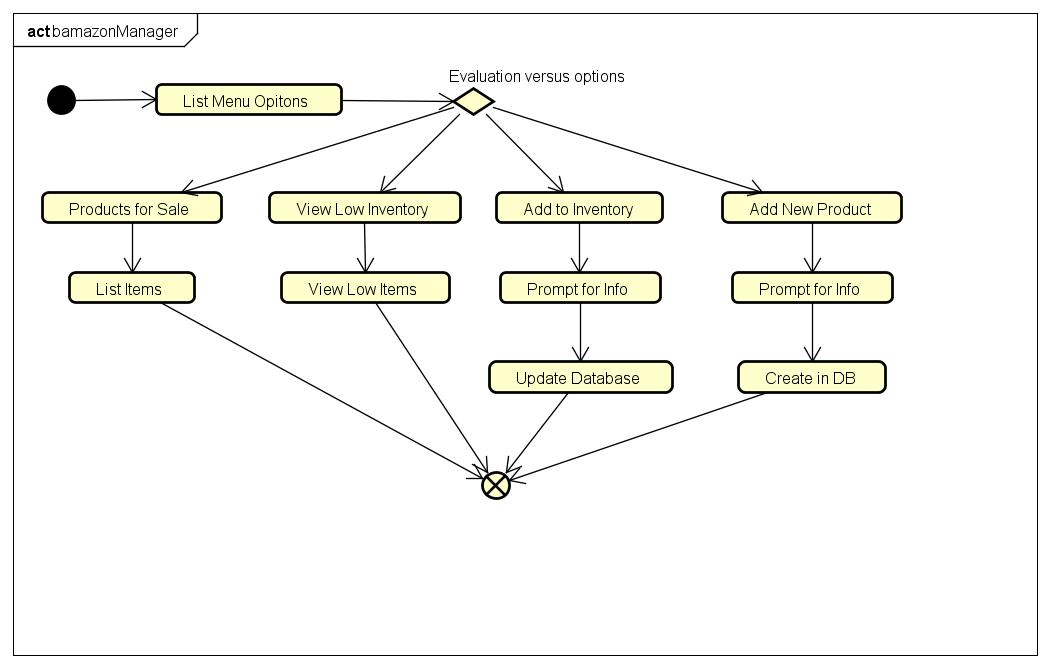 act bamazonManager
Evaluation versus options
List Menu Opitons
Products for Sale
View Low Inventory
Add to Inventory
Add New Product
List Items
View Low Items
Prompt for Info
Prompt for Info
Update Database
Create in DB